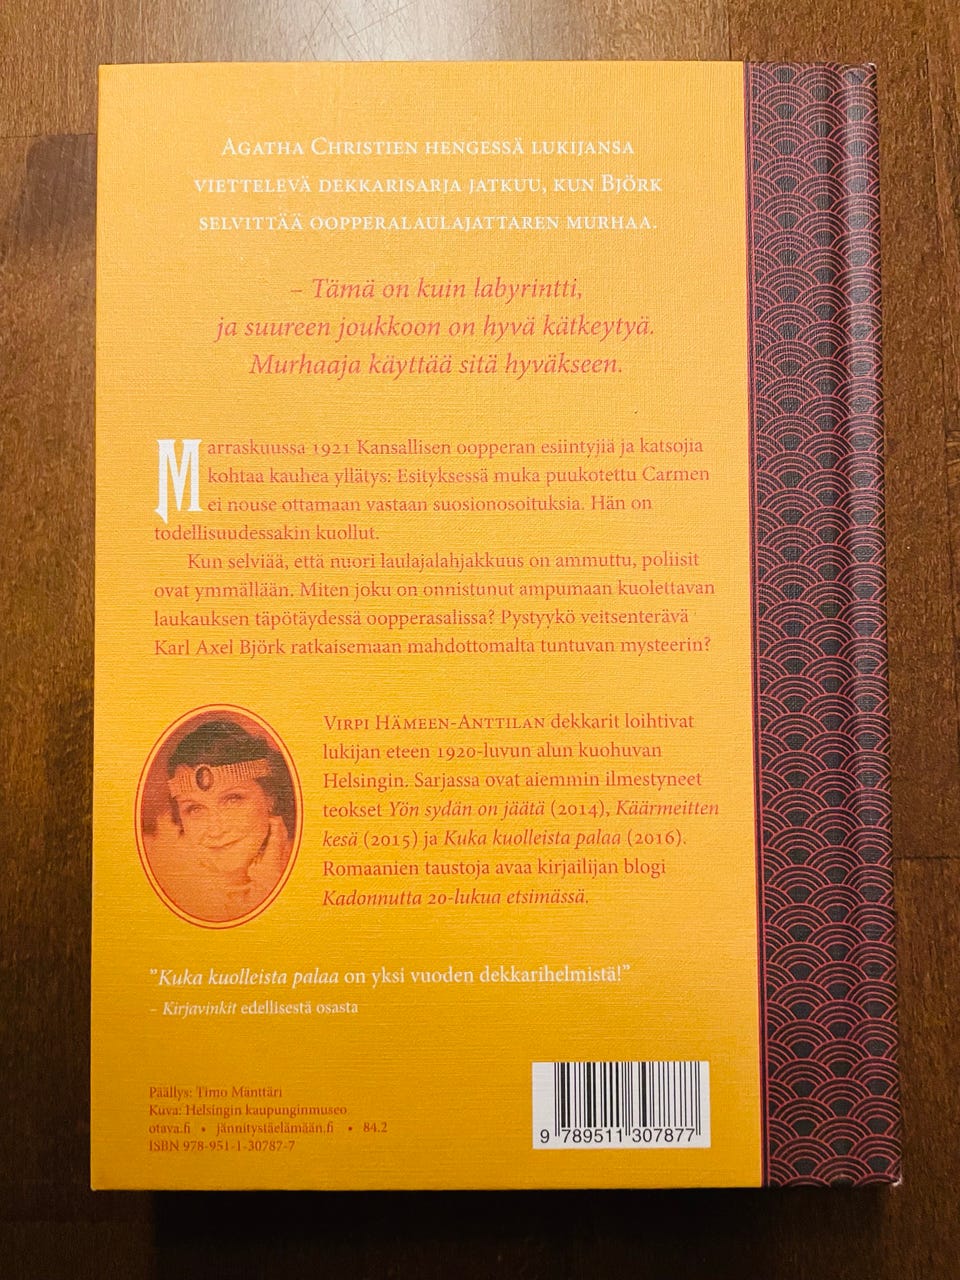 Agatha Christien hengessä lukijansa
viettelevä dekkarisarja jatkuu, kun Björk
selvittää oopperalaulajattaren murhaa.
– Tämä on kuin labyrintti,
ja suureen joukkoon on hyvä kätkeytyä.
Murhaaja käyttää sitä hyväkseen.
Marraskuussa 1921 Kansallisen oopperan esiintyjiä ja katsojia
kohtaa kauhea yllätys: Esityksessä muka puukotettu Carmen
ei nouse ottamaan vastaan suosionosoituksia. Hän on
todellisuudessakin kuollut.
Kun selviää, että nuori laulajalahjakkuus on ammuttu, poliisit
ovat ymmällään. Miten joku on onnistunut ampumaan kuolettavan
laukauksen täpötäydessä oopperasalissa? Pystyykö veitsenterävä
Karl Axel Björk ratkaisemaan mahdottomalta tuntuvan mysteerin?
Virpi Hämeen-Anttilan dekkarit loihtivat
lukijan eteen 1920-luvun alun kuohuvan
Helsingin. Sarjassa ovat aiemmin ilmestyneet
teokset Yön sydän on jäätä (2014), Käärmeitten
kesä (2015) ja Kuka kuolleista palaa (2016).
Romaanien taustoja avaa kirjailijan blogi
Kadonnutta 20-lukua etsimässä.
”Kuka kuolleista palaa on yksi vuoden dekkarihelmistä!”
– Kirjavinkit edellisestä osasta
Päällys: Timo Mänttäri
Kuva: Helsingin kaupunginmuseo
otava.fi • jännitystäelämään.fi • 84.2
ISBN 978-951-1-30787-7
9 789511 307877